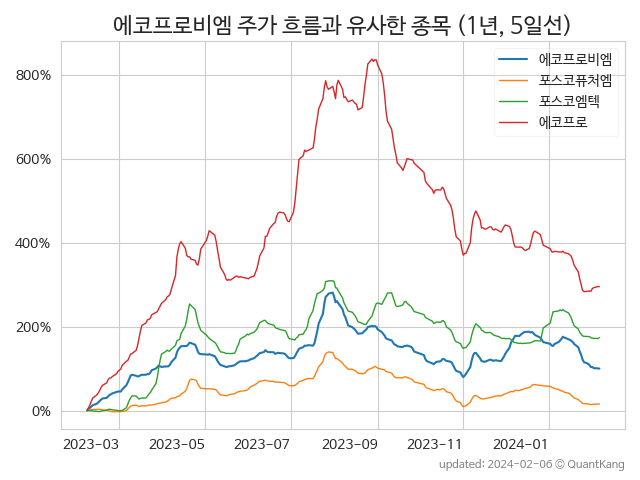 에코프로비엠 주가 흐름과 유사한 종목 (1년, 5일선)
에코프로비엠
포스코퓨처엠
포스코엠텍
에코프로
800%
600%
400%
200%
0%
2023-03 2023-05 2023-07 2023-09 2023-11 2024-01
updated: 2024-02-06 © QuantKang